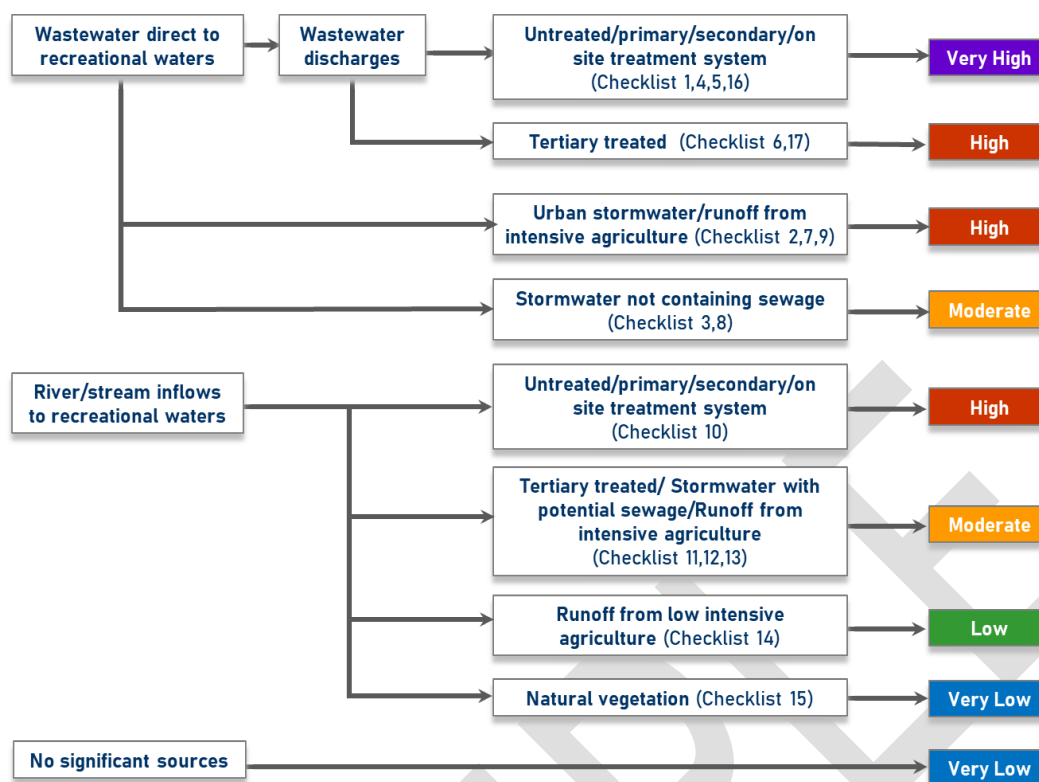 Wastewater direct to
recreational waters
Wastewater
discharges
Untreated/primary/secondary/on
site treatment system
(Checklist 1,4,5,16)
Very High
Tertiary treated (Checklist 6,17)
High
Urban stormwater/runoff from
intensive agriculture (Checklist 2,7,9)
High
Stormwater not containing sewage
(Checklist 3,8)
Moderate
River/stream inflows
to recreational waters
Untreated/primary/secondary/on
site treatment system
(Checklist 10)
High
Tertiary treated/ Stormwater with
potential sewage/Runoff from
intensive agriculture
(Checklist 11,12,13)
Moderate
Runoff from low intensive
agriculture (Checklist 14)
Low
Natural vegetation (Checklist 15)
Very Low
No significant sources
Very Low